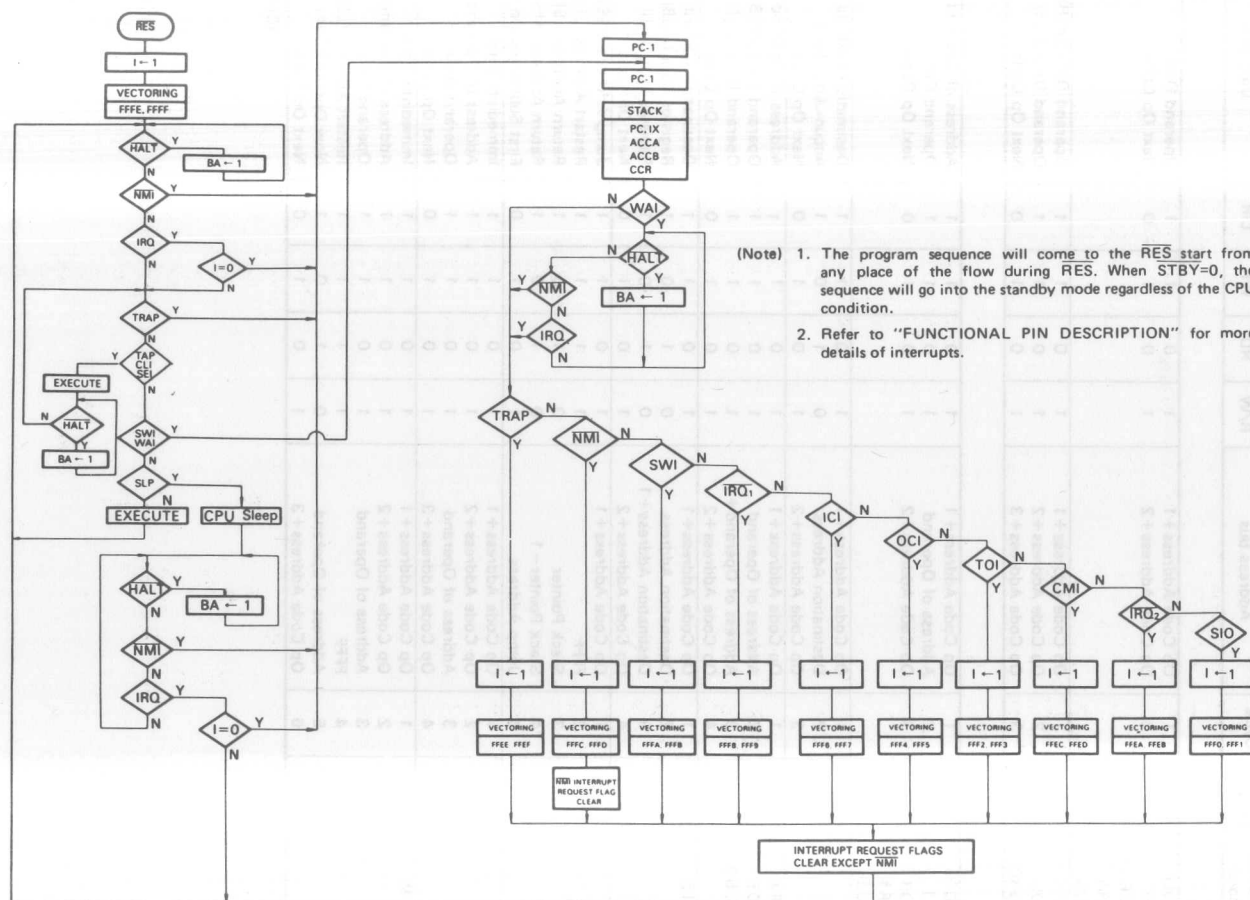 RES
I ← 1
VECTORING
FFFE, FFFF
HALT
Y
BA ← 1
N
NMI
Y
N
IRQ
Y
I=0
Y
N
N
TRAP
Y
N
Y
TAP
CLI
SEI
EXECUTE
N
N
HALT
Y
BA ← 1
SWI
WAI
Y
N
SLP
Y
N
EXECUTE
CPU Sleep
HALT
Y
BA ← 1
N
NMI
Y
N
IRQ
Y
N
I=0
Y
N
PC-1
PC-1
STACK
PC, IX
ACCA
ACCB
CCR
N
WAI
Y
HALT
N
Y
BA ← 1
Y
NMI
N
Y
IRQ
N
(Note) 1. The program sequence will come to the RES start from
any place of the flow during RES. When STBY=0, the
sequence will go into the standby mode regardless of the CPU
condition.
2. Refer to "FUNCTIONAL PIN DESCRIPTION" for more
details of interrupts.
TRAP
N
Y
NMI
N
Y
SWI
N
Y
IRQ1
N
Y
ICI
N
Y
OCI
N
Y
TOI
N
Y
CMI
N
Y
IRQ2
N
Y
SIO
Y
I ← 1
I ← 1
I ← 1
I ← 1
I ← 1
I ← 1
I ← 1
I ← 1
I ← 1
I ← 1
VECTORING
FFEE FFEF
VECTORING
FFFC, FFFD
VECTORING
FFFA, FFFB
VECTORING
FFF8, FFF9
VECTORING
FFF6, FFF7
VECTORING
FFF4, FFF5
VECTORING
FFF2, FFF3
VECTORING
FFEC, FFED
VECTORING
FFEA, FFEB
VECTORING
FFF0, FFF1
NMI INTERRUPT
REQUEST FLAG
CLEAR
INTERRUPT REQUEST FLAGS
CLEAR EXCEPT NMI